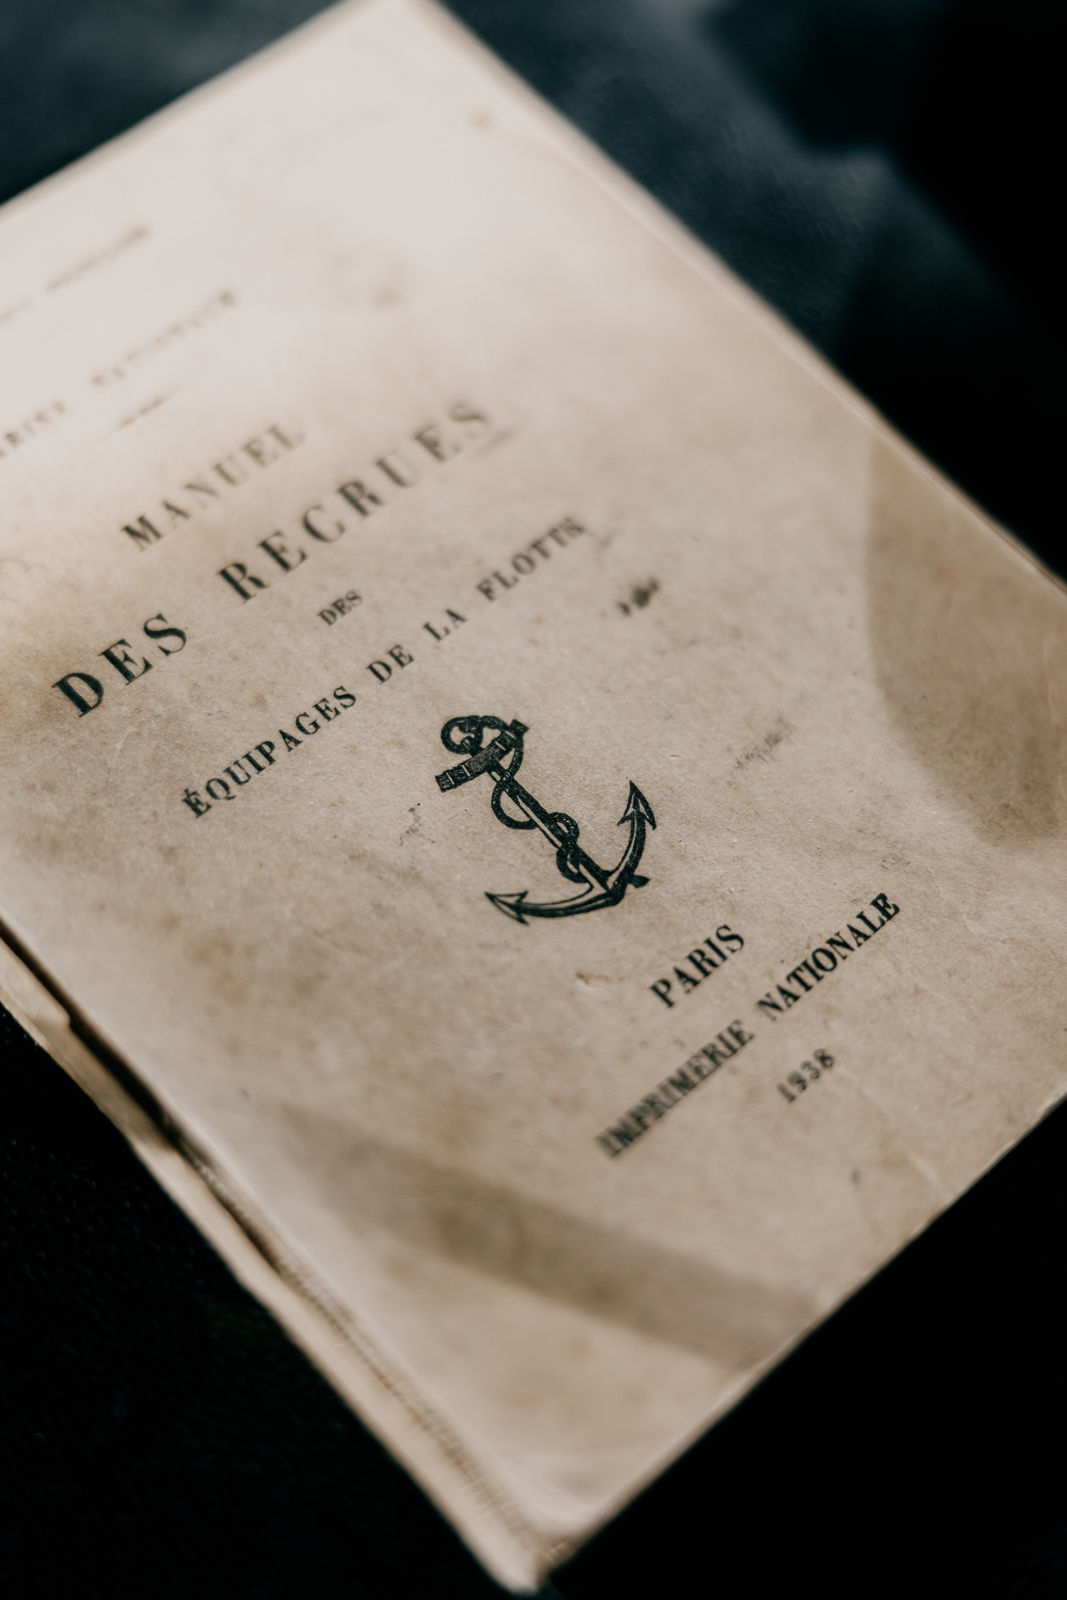 MANUEL
DES RECRUES
DES
ÉQUIPAGES DE LA FLOTTE
PARIS
IMPRIMERIE NATIONALE
1938